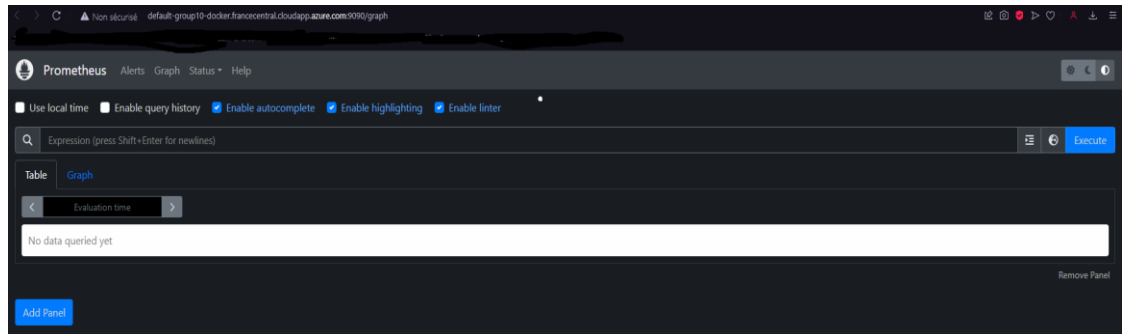 Non sécurisé default-group10-docker.francecentral.cloudapp.azure.com:9090/graph
Prometheus Alerts Graph Status Help
Use local time Enable query history Enable autocomplete Enable highlighting Enable linter
Expression (press Shift+Enter for newlines) Execute
Table Graph
Evaluation time
No data queried yet
Remove Panel
Add Panel